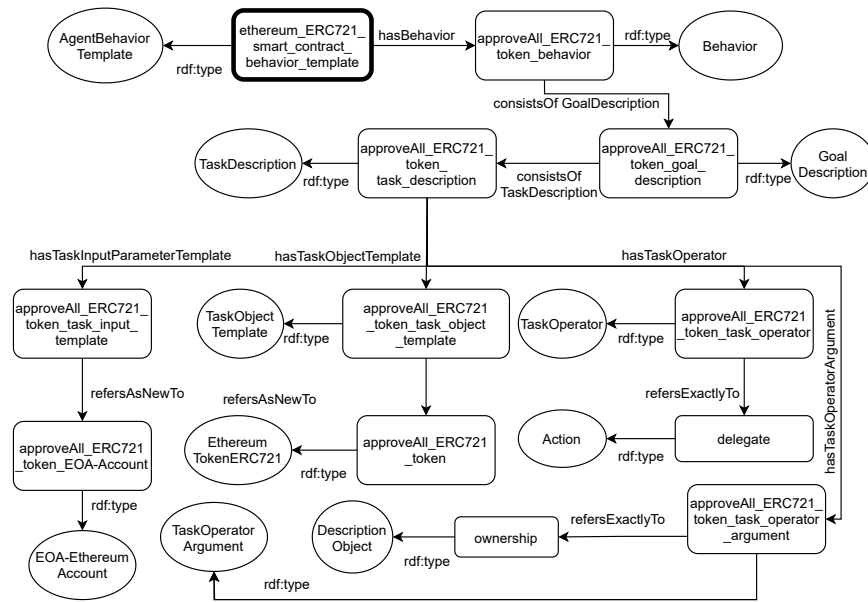 AgentBehavior
Template
rdf:type
ethereum_ERC721_
smart_contract_
behavior_template
hasBehavior
approveAll_ERC721_
token_behavior
rdf:type
Behavior
consistsOf GoalDescription
TaskDescription
rdf:type
approveAll_ERC721_
token_
task_description
consistsOf
TaskDescription
approveAll_ERC721_
token_goal_
description
rdf:type
Goal
Description
hasTaskInputParameterTemplate
hasTaskObjectTemplate
hasTaskOperator
hasTaskOperatorArgument
approveAll_ERC721_
token_task_input_
template
TaskObject
Template
rdf:type
approveAll_ERC721
_token_task_object
_template
TaskOperator
rdf:type
approveAll_ERC721_
token_task_operator
refersAsNewTo
refersAsNewTo
refersExactlyTo
approveAll_ERC721
_token_EOA-Account
Ethereum
TokenERC721
rdf:type
approveAll_ERC721
_token
Action
rdf:type
delegate
rdf:type
EOA-Ethereum
Account
TaskOperator
Argument
Description
Object
rdf:type
ownership
refersExactlyTo
approveAll_ERC721_
token_task_operator
_argument
rdf:type